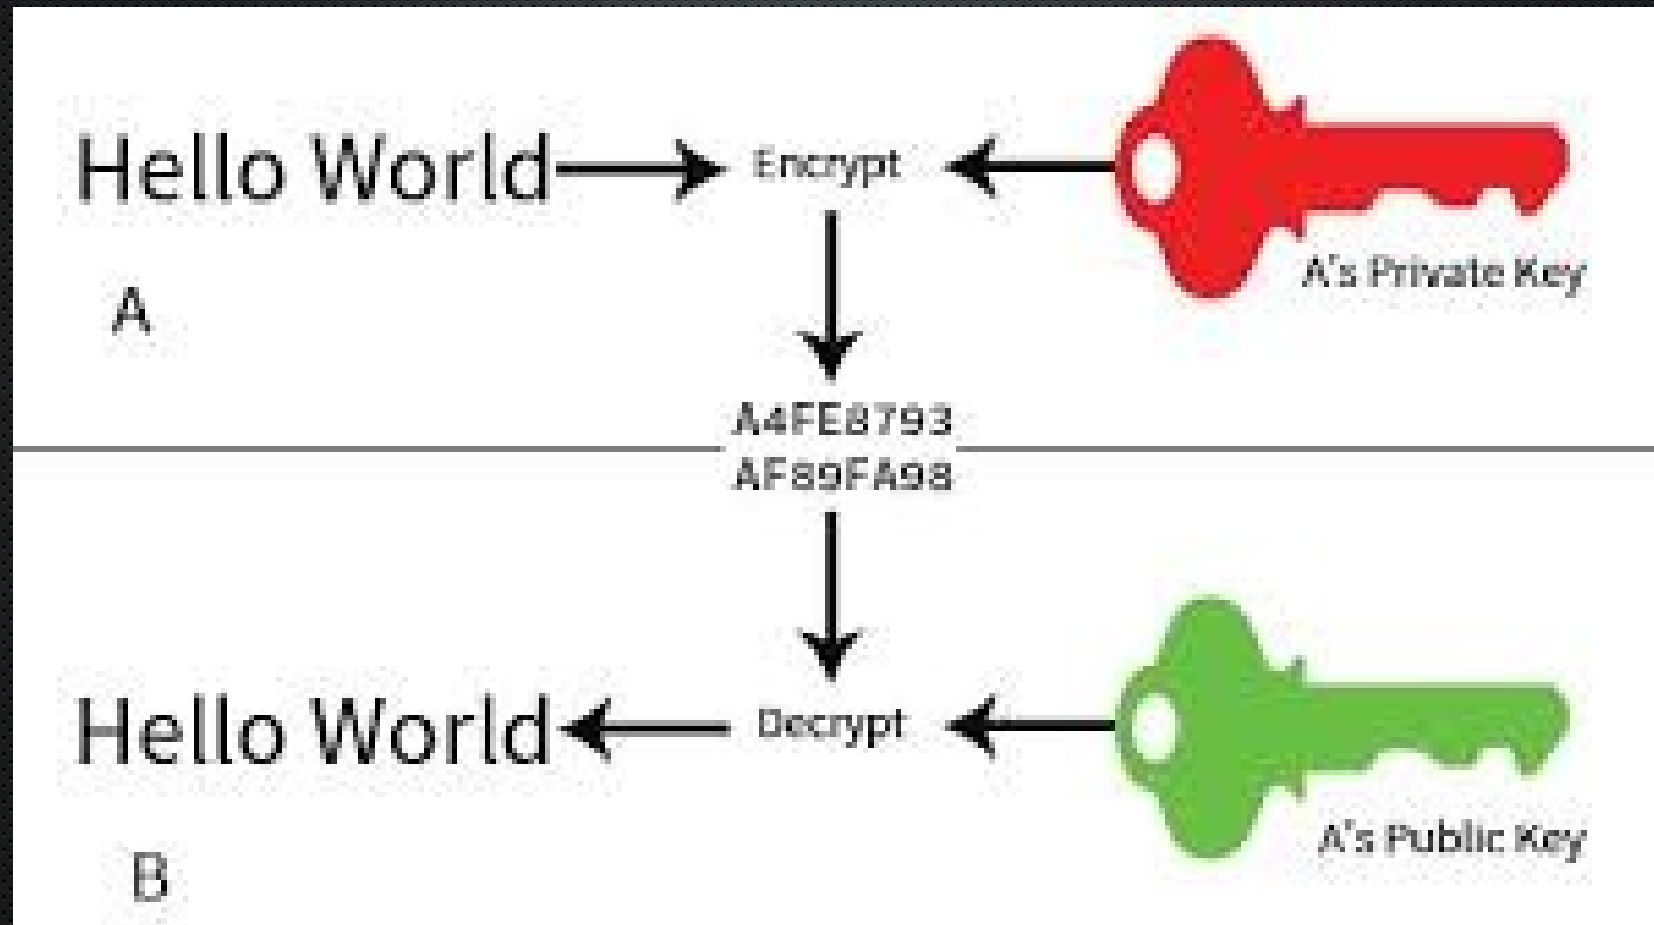 Hello World
Encrypt
A's Private Key
A
A4FE8793
AF89FA98
Hello World
Decrypt
A's Public Key
B